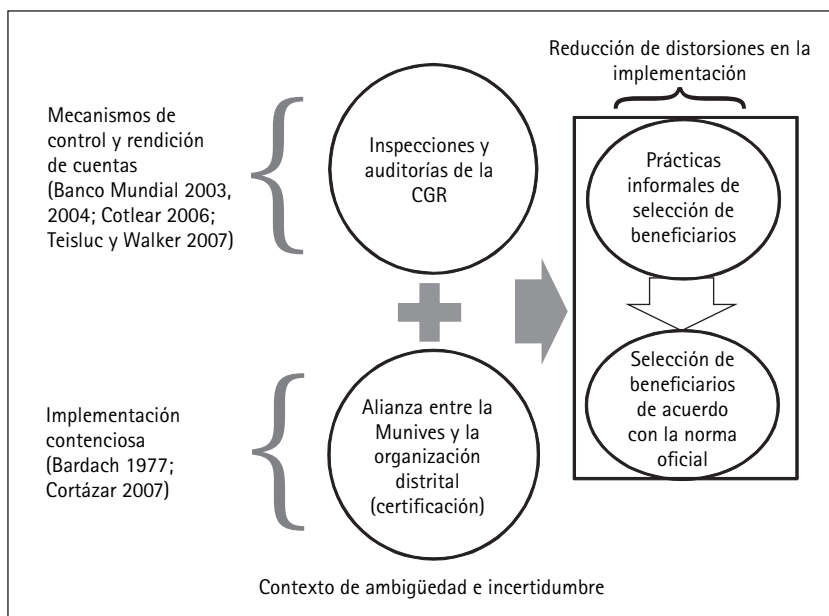 Reducción de distorsiones en la
implementación
Mecanismos de
control y rendición
de cuentas
(Banco Mundial 2003,
2004; Cotlear 2006;
Teisluc y Walker 2007)
Inspecciones y
auditorías de la
CGR
Prácticas
informales de
selección de
beneficiarios
Implementación
contenciosa
(Bardach 1977;
Cortázar 2007)
Alianza entre la
Munives y la
organización
distrital
(certificación)
Selección de
beneficiarios
de acuerdo
con la norma
oficial
Contexto de ambigüedad e incertidumbre